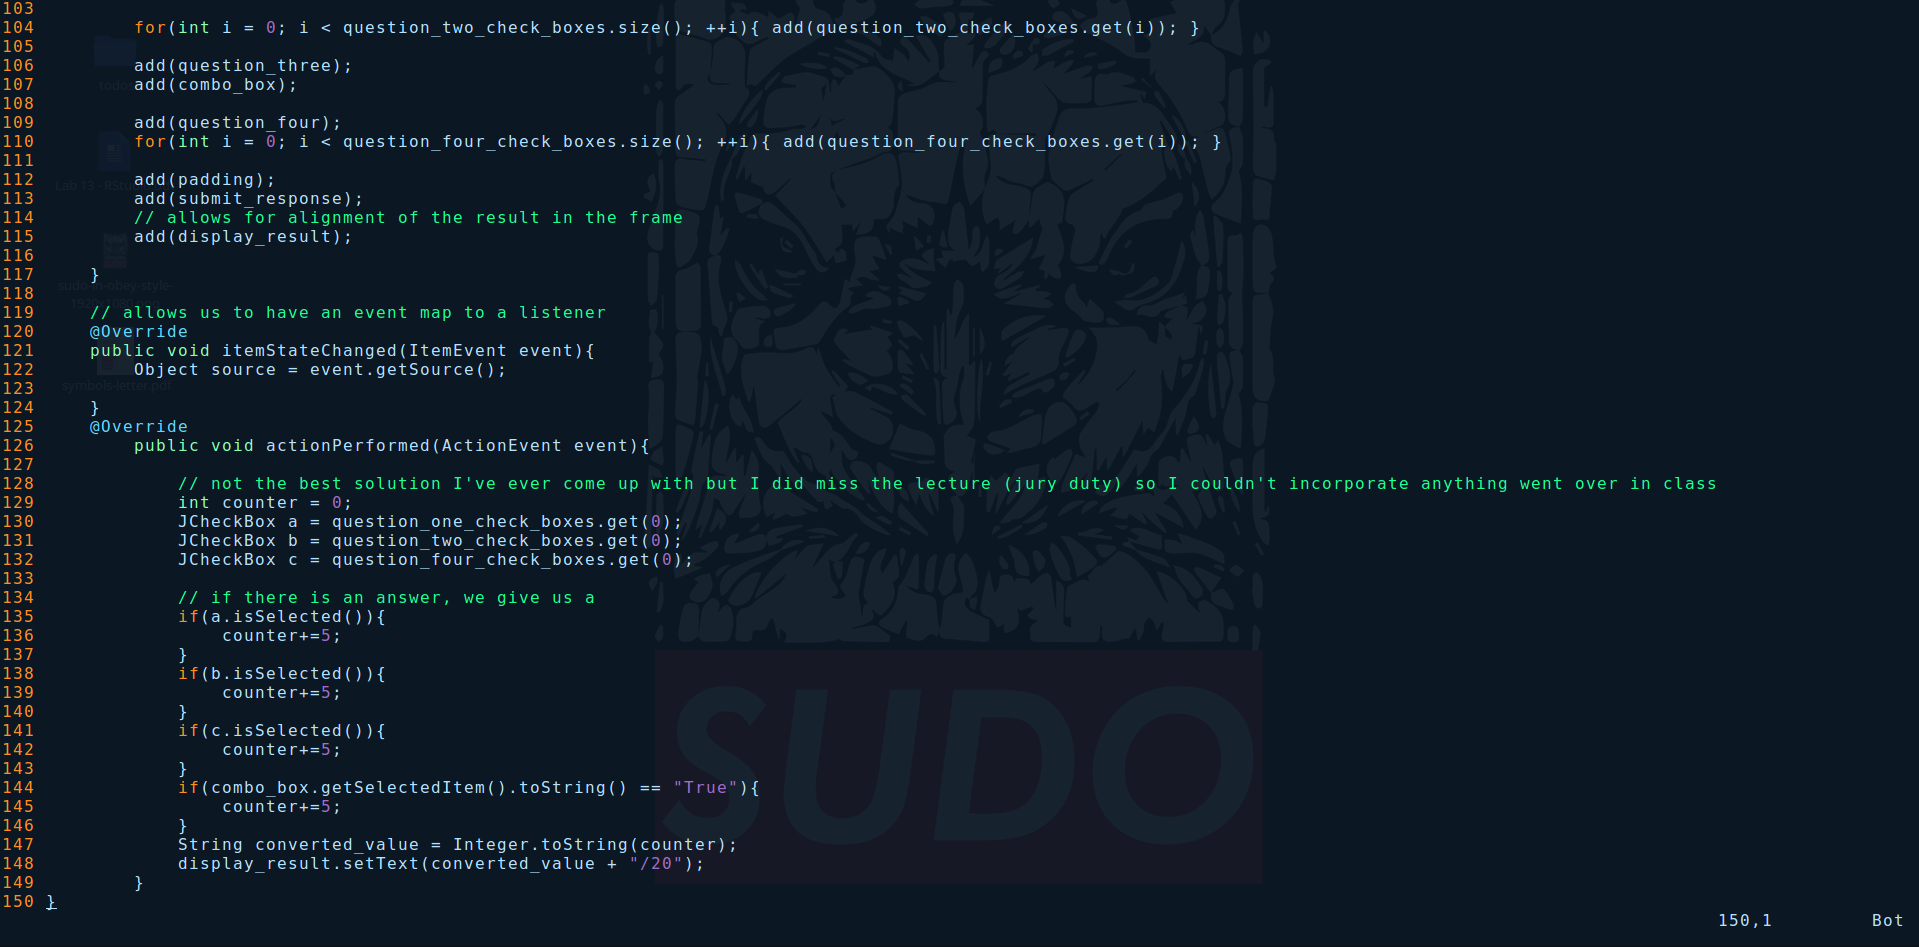 103
104         for(int i = 0; i < question_two_check_boxes.size(); ++i){ add(question_two_check_boxes.get(i)); }
105
106         add(question_three);
107         add(combo_box);
108
109         add(question_four);
110         for(int i = 0; i < question_four_check_boxes.size(); ++i){ add(question_four_check_boxes.get(i)); }
111
112         add(padding);
113         add(submit_response);
114         // allows for alignment of the result in the frame
115         add(display_result);
116
117     }
118
119     // allows us to have an event map to a listener
120     @Override
121     public void itemStateChanged(ItemEvent event){
122         Object source = event.getSource();
123
124     }
125     @Override
126         public void actionPerformed(ActionEvent event){
127
128             // not the best solution I've ever come up with but I did miss the lecture (jury duty) so I couldn't incorporate anything went over in class
129             int counter = 0;
130             JCheckBox a = question_one_check_boxes.get(0);
131             JCheckBox b = question_two_check_boxes.get(0);
132             JCheckBox c = question_four_check_boxes.get(0);
133
134             // if there is an answer, we give us a
135             if(a.isSelected()){
136                 counter+=5;
137             }
138             if(b.isSelected()){
139                 counter+=5;
140             }
141             if(c.isSelected()){
142                 counter+=5;
143             }
144             if(combo_box.getSelectedItem().toString() == "True"){
145                 counter+=5;
146             }
147             String converted_value = Integer.toString(counter);
148             display_result.setText(converted_value + "/20");
149         }
150 }
150,1 Bot
SUDO
sudo-in-obey-style-
symbols-letter.pdf